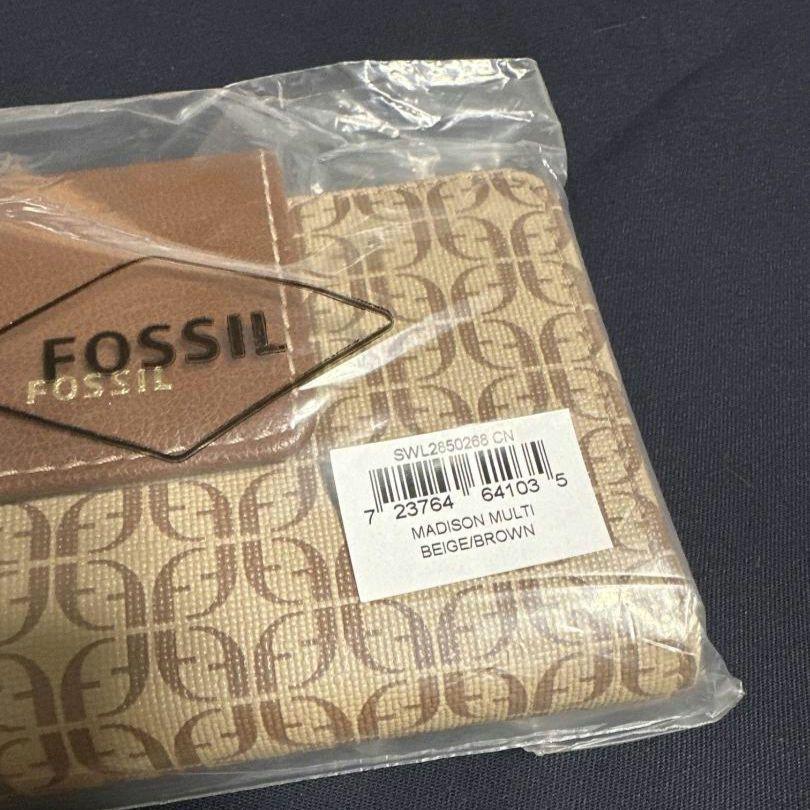 FOSSIL
FOSSIL
SWL2850268 CN
7 23764 64103 5
MADISON MULTI
BEIGE/BROWN